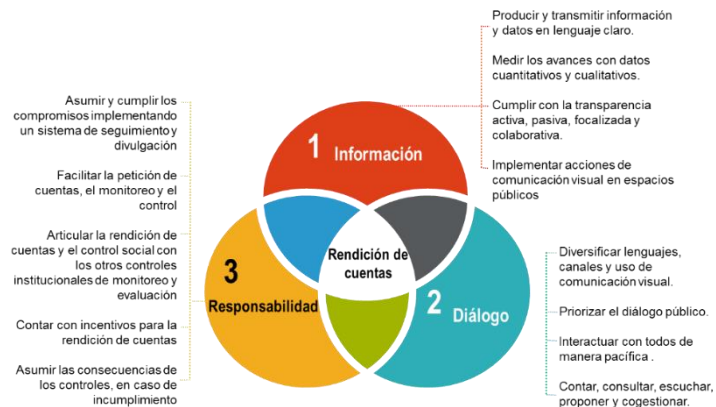 Producir y transmitir información
y datos en lenguaje claro.
Medir los avances con datos
cuantitativos y cualitativos.
Cumplir con la transparencia
activa, pasiva, focalizada y
colaborativa.
Implementar acciones de
comunicación visual en espacios
públicos
1 Información
Asumir y cumplir los
compromisos implementando
un sistema de seguimiento y
divulgación
Facilitar la petición de
cuentas, el monitoreo y el
control
Articular la rendición de
cuentas y el control social con
los otros controles
institucionales de monitoreo y
evaluación
Contar con incentivos para la
rendición de cuentas
Asumir las consecuencias de
los controles, en caso de
incumplimiento
Rendición de
cuentas
3
Responsabilidad
2 Diálogo
Diversificar lenguajes,
canales y uso de
comunicación visual.
Priorizar el diálogo público.
Interactuar con todos de
manera pacífica .
Contar, consultar, escuchar,
proponer y cogestionar.